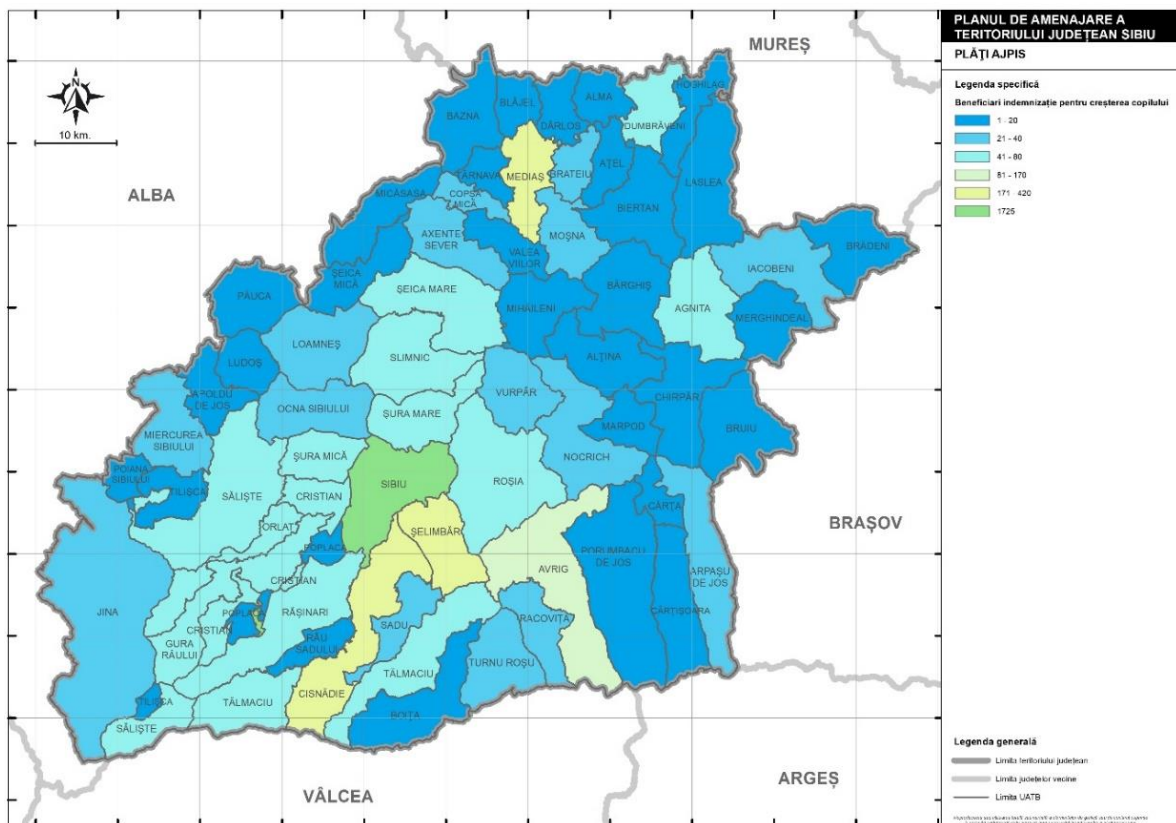 PLANUL DE AMENAJARE A
TERITORIULUI JUDEȚEAN SIBIU
PLĂȚI AJPIS
Legenda specifică
Beneficiari indemnizație pentru creșterea copilului
1 - 20
21 - 40
41 - 80
81 - 170
171 - 420
1725
N
10 km.
MUREȘ
ALBA
BRAȘOV
ARGEȘ
VÂLCEA
HOGHILAG
BAZNA
BLĂJEL
ALMA
DÂRLOS
DUMBRĂVENI
TÂRNAVA
MEDIAȘ
BRATEIU
AȚEL
LASLEA
MICĂSASA
COPȘA
MICĂ
BIERTAN
AXENTE
SEVER
MOȘNA
VALEA
VIILOR
BRĂDENI
IACOBENI
ȘEICA
MICĂ
ȘEICA MARE
BÂRGHIȘ
PĂUCA
MIHAILENI
AGNITA
MERGHINDEAL
LOAMNEȘ
SLIMNIC
ALȚINA
LUDOȘ
APOLDU
DE JOS
VURPĂR
CHIRPĂR
OCNA SIBIULUI
ȘURA MARE
MARPOD
BRUIU
MIERCUREA
SIBIULUI
ȘURA MICĂ
NOCRICH
POIANA
SIBIULUI
TILIȘCA
SĂLIȘTE
CRISTIAN
SIBIU
ROȘIA
CÂRȚA
ORLAT
ȘELIMBĂR
POPLACA
PORUMBACU
DE JOS
AVRIG
ARPAȘU
DE JOS
CRISTIAN
JINA
POPLACA
RĂȘINARI
CÂRȚIȘOARA
RACOVIȚA
SADU
CRISTIAN
GURA
RÂULUI
RÂU
SADULUI
TURNU ROȘU
TĂLMACIU
CISNĂDIE
TILIȘCA
TĂLMACIU
BOIȚA
SĂLIȘTE
Legenda generală
Limita teritoriului județean
Limita județelor vecine
Limita UATB